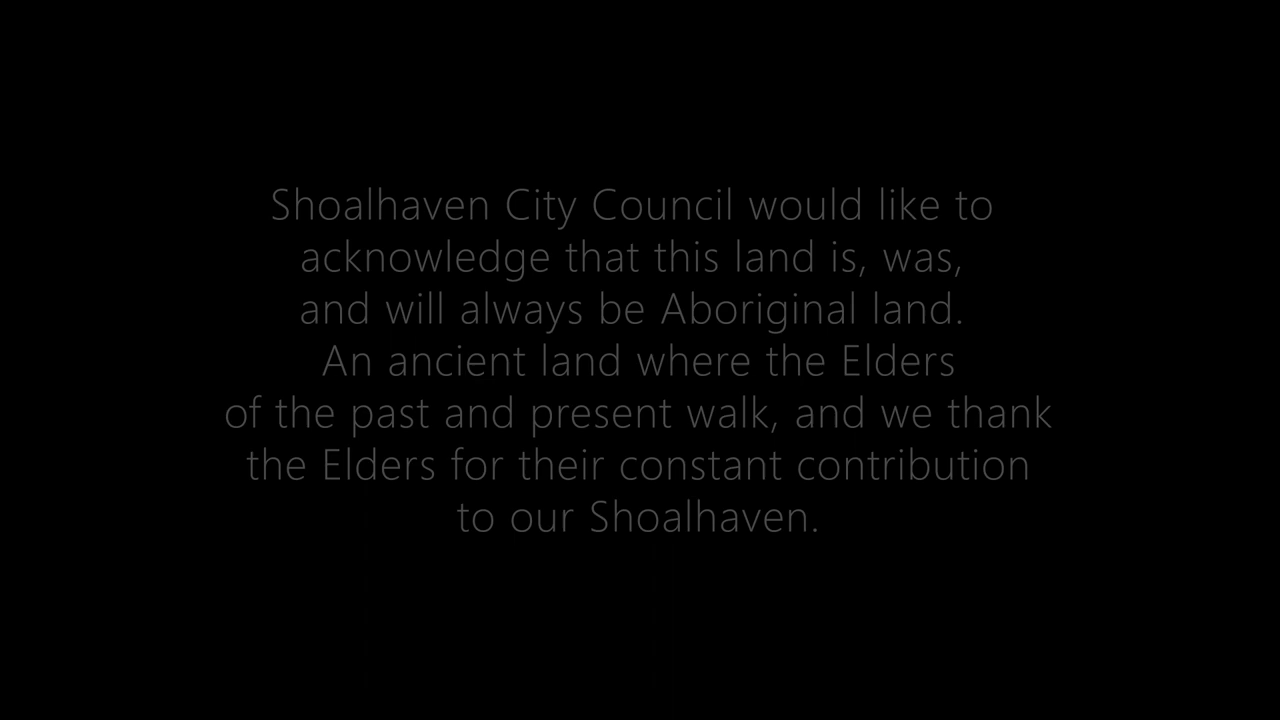 Shoalhaven City Council would like to
acknowledge that this land is, was,
and will always be Aboriginal land.
An ancient land where the Elders
of the past and present walk, and we thank
the Elders for their constant contribution
to our Shoalhaven.